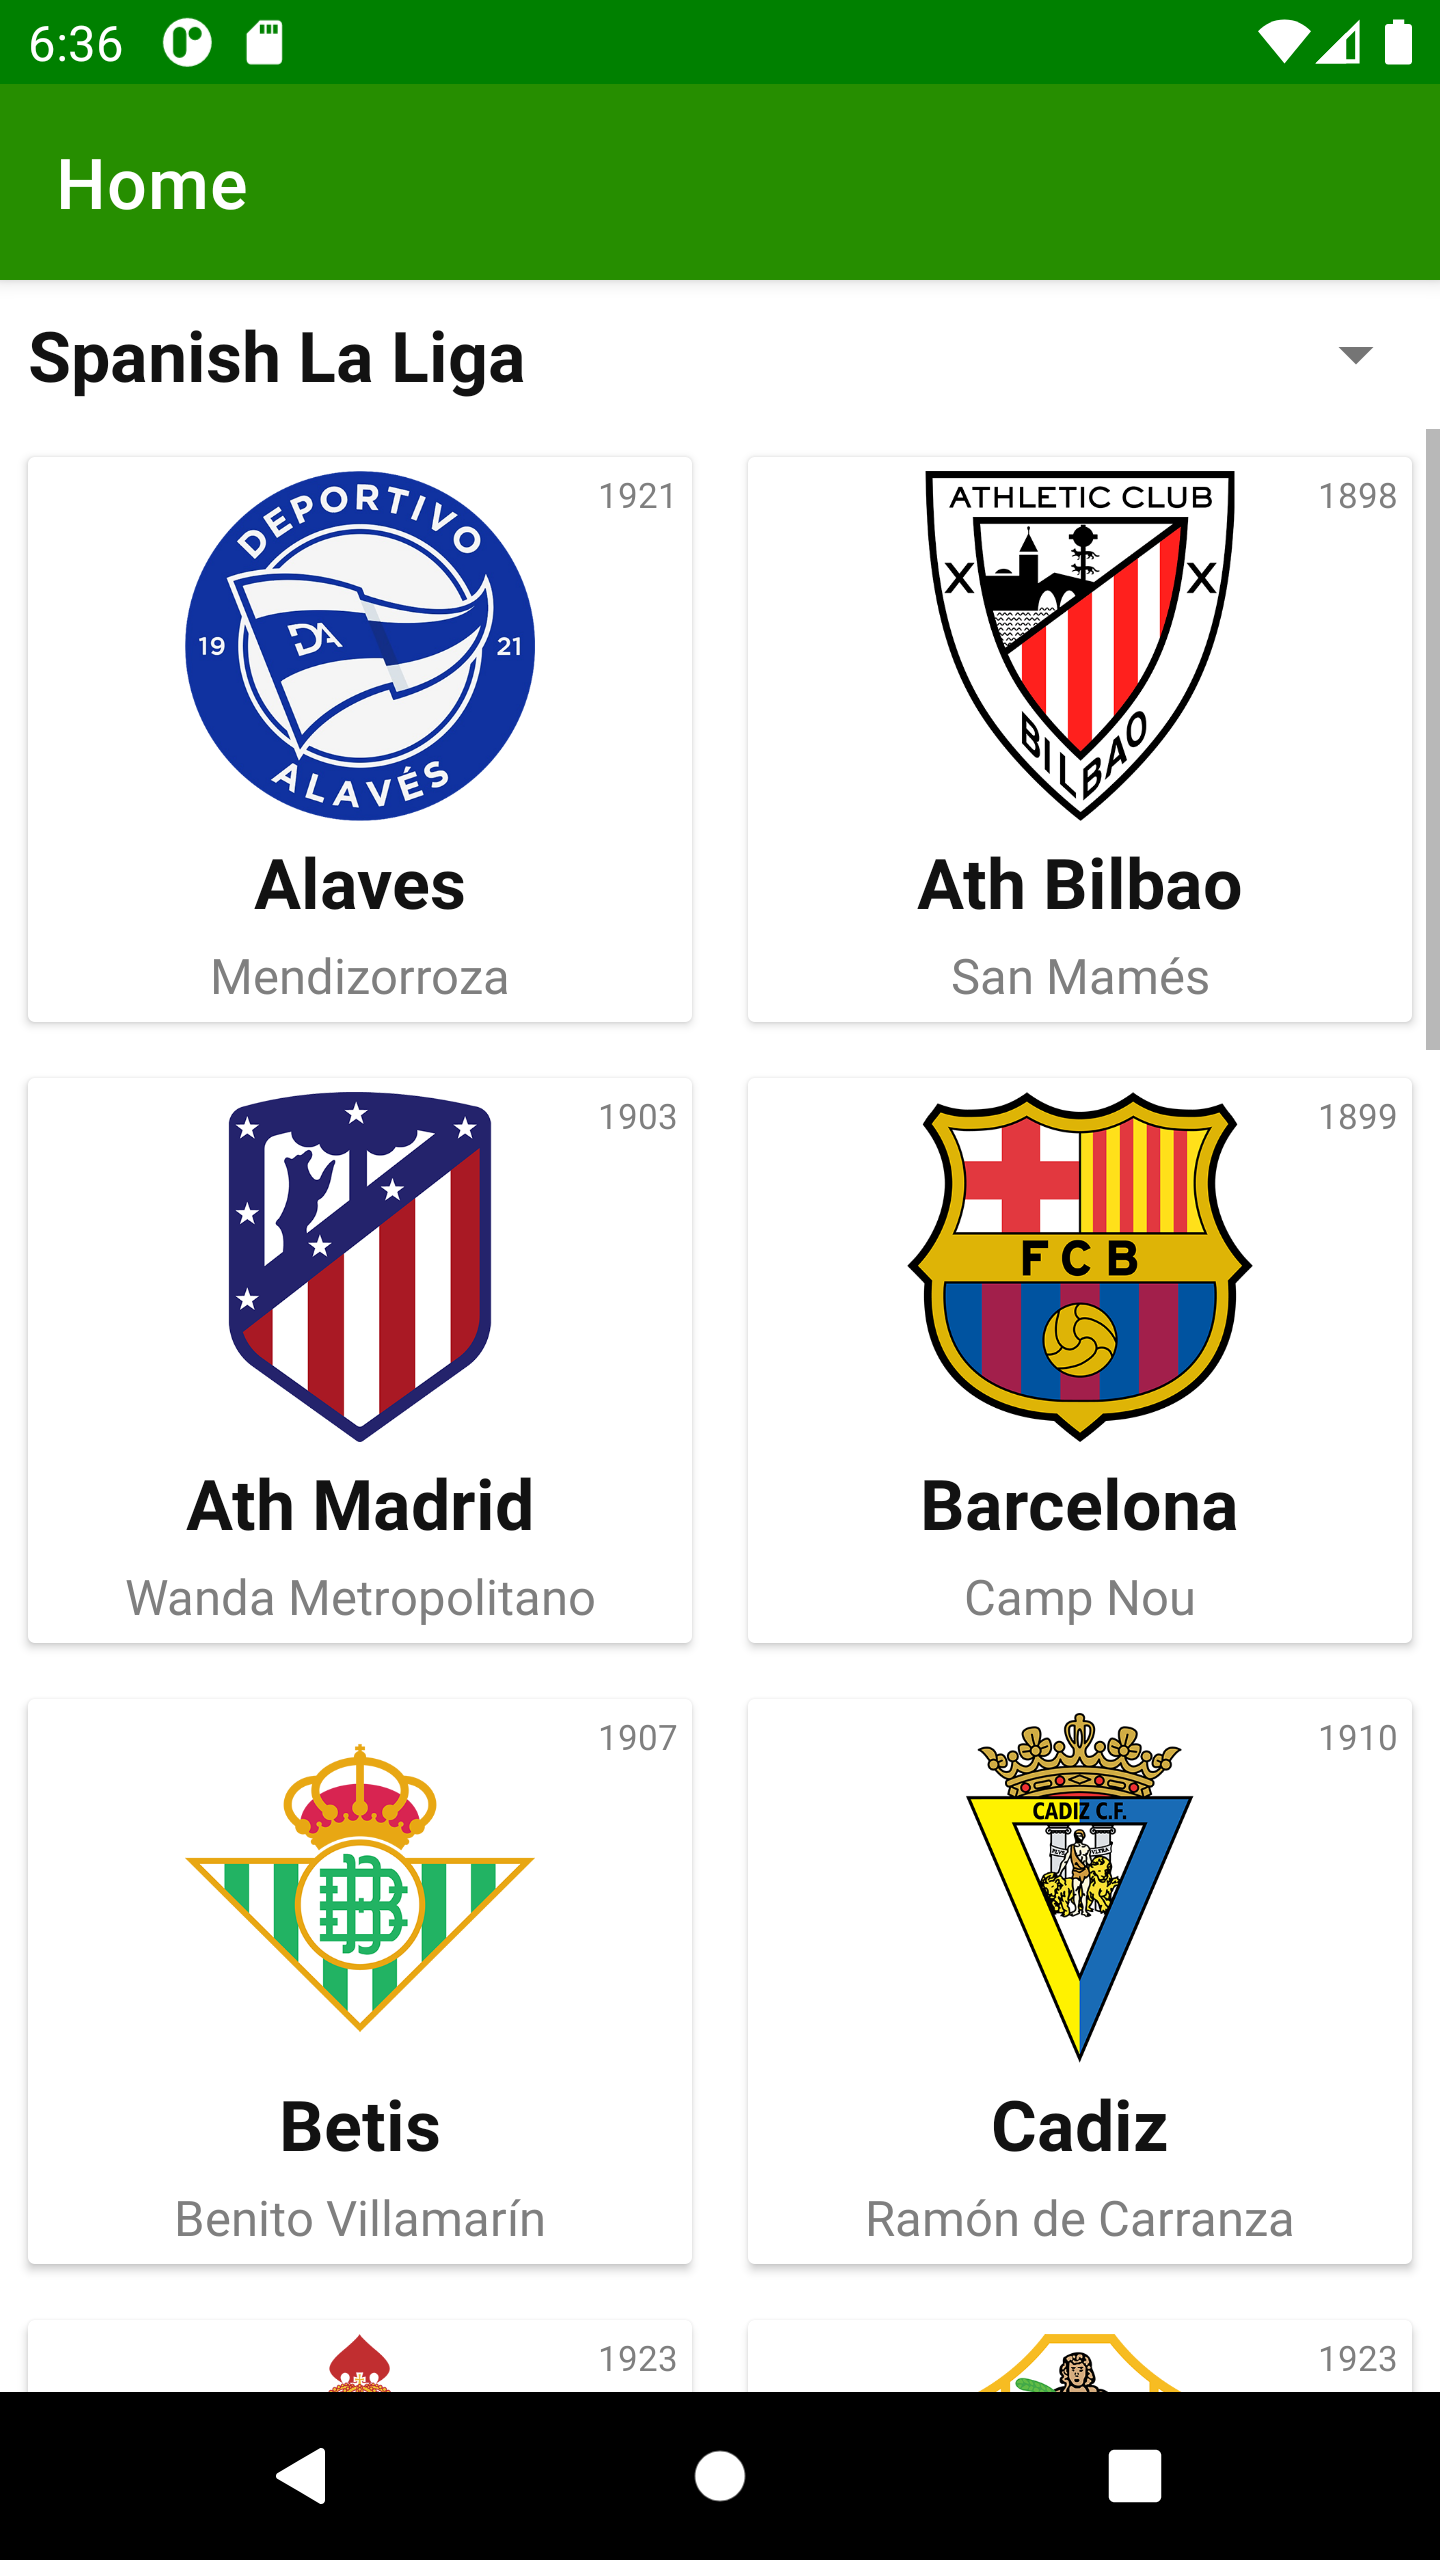 6:36
Home
Spanish La Liga
1921
DEPORTIVO
19 21
DA
ALAVÉS
Alaves
Mendizorroza
1898
ATHLETIC CLUB
X X
BILBAO
Ath Bilbao
San Mamés
1903
Ath Madrid
Wanda Metropolitano
1899
FCB
Barcelona
Camp Nou
1907
BB
Betis
Benito Villamarín
1910
CADIZ C.F.
Cadiz
Ramón de Carranza
1923
1923